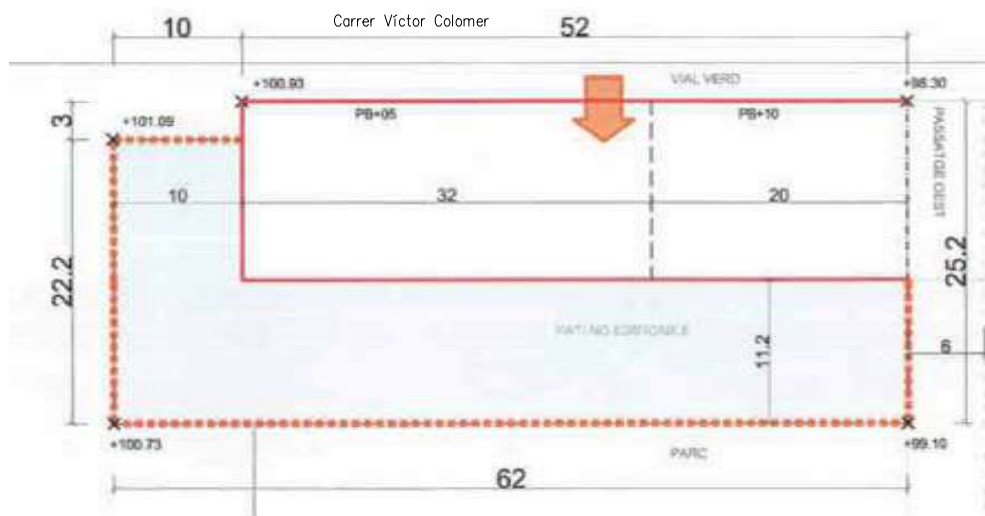 Carrer Víctor Colomer
10
52
VIAL VERD
+100.93
+98.30
PB+05
PB+10
3
+101.09
PASSATGE OEST
10
32
20
22.2
25.2
PATI NO EDIFICABLE
11.2
8
+100.73
+99.10
PARC
62